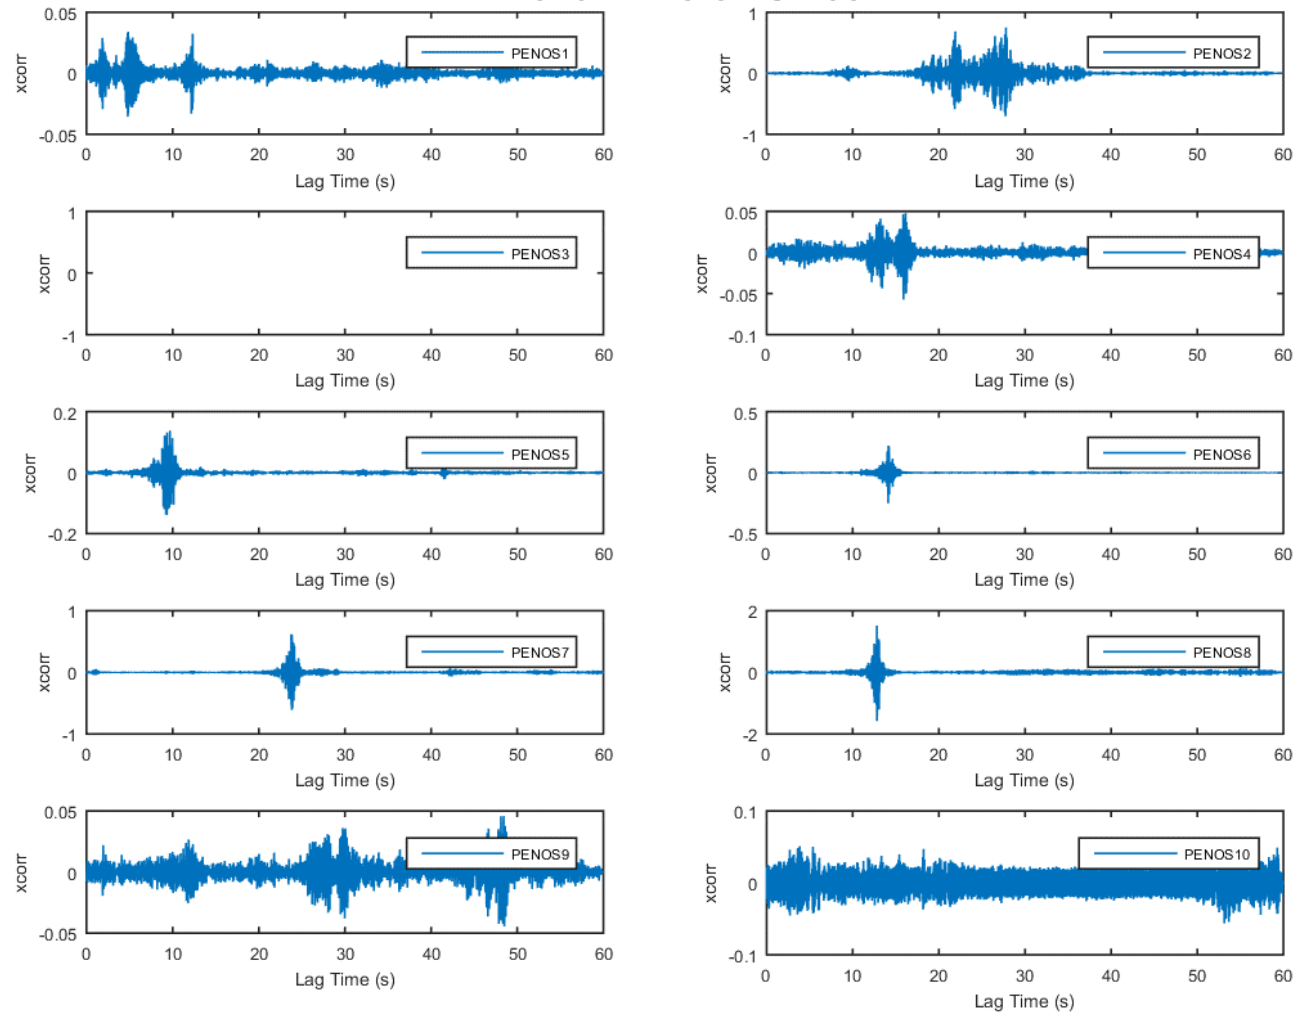 0.05
xcorr
0
-0.05
PENOS1
0 10 20 30 40 50 60
Lag Time (s)
1
xcorr
0
-1
PENOS2
0 10 20 30 40 50 60
Lag Time (s)
1
xcorr
0
-1
PENOS3
0 10 20 30 40 50 60
Lag Time (s)
0.05
0
xcorr
-0.05
-0.1
PENOS4
0 10 20 30 40 50 60
Lag Time (s)
0.2
xcorr
0
-0.2
PENOS5
0 10 20 30 40 50 60
Lag Time (s)
0.5
xcorr
0
-0.5
PENOS6
0 10 20 30 40 50 60
Lag Time (s)
1
xcorr
0
-1
PENOS7
0 10 20 30 40 50 60
Lag Time (s)
2
xcorr
0
-2
PENOS8
0 10 20 30 40 50 60
Lag Time (s)
0.05
xcorr
0
-0.05
PENOS9
0 10 20 30 40 50 60
Lag Time (s)
0.1
xcorr
0
-0.1
PENOS10
0 10 20 30 40 50 60
Lag Time (s)